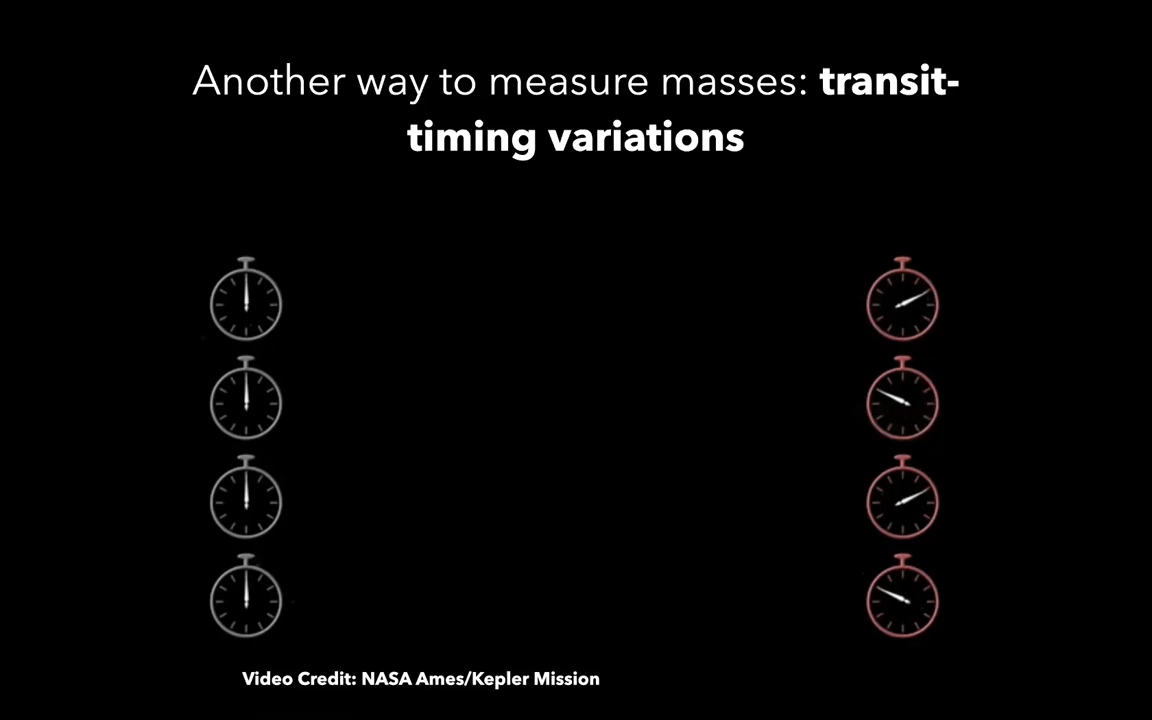 Another way to measure masses: transit-
timing variations
Video Credit: NASA Ames/Kepler Mission